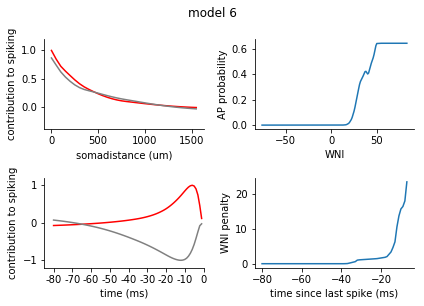 model 6
contribution to spiking
1.0
0.5
0.0
0 500 1000 1500
somadistance (um)
AP probability
0.6
0.4
0.2
0.0
−50 0 50
WNI
contribution to spiking
1
0
−1
-80 -70 -60 -50 -40 -30 -20 -10 0
time (ms)
WNI penalty
20
10
0
−80 −60 −40 −20
time since last spike (ms)